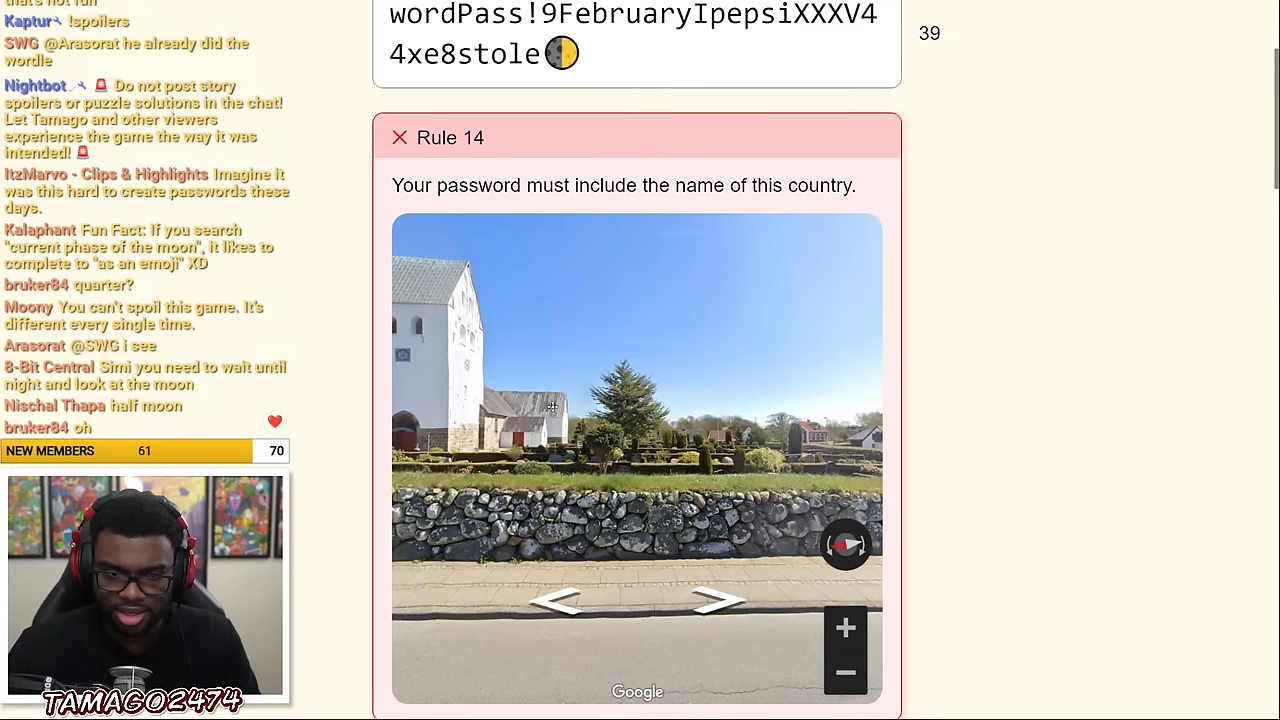 that's not fun
Kaptur !spoilers
SWG @Arasorat he already did the
wordle
Nightbot 🚨 Do not post story
spoilers or puzzle solutions in the chat!
Let Tamago and other viewers
experience the game the way it was
intended! 🚨
ItzMarvo - Clips & Highlights Imagine it
was this hard to create passwords these
days.
Kalaphant Fun Fact: If you search
"current phase of the moon", it likes to
complete to "as an emoji" XD
bruker84 quarter?
Moony You can't spoil this game. It's
different every single time.
Arasorat @SWG i see
8-Bit Central Simi you need to wait until
night and look at the moon
Nischal Thapa half moon
bruker84 oh
NEW MEMBERS 61 70
TAMAGO2474
wordPass!9FebruaryIpepsiXXXV4
4xe8stole🌗
39
Rule 14
Your password must include the name of this country.
Google